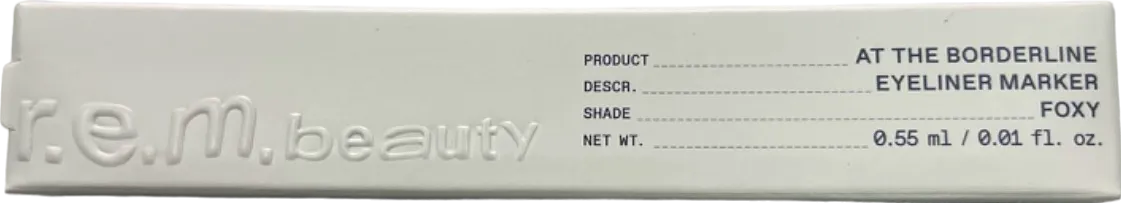 r.e.m.beauty
PRODUCT AT THE BORDERLINE
DESCR. EYELINER MARKER
SHADE FOXY
NET WT. 0.55 ml / 0.01 fl. oz.